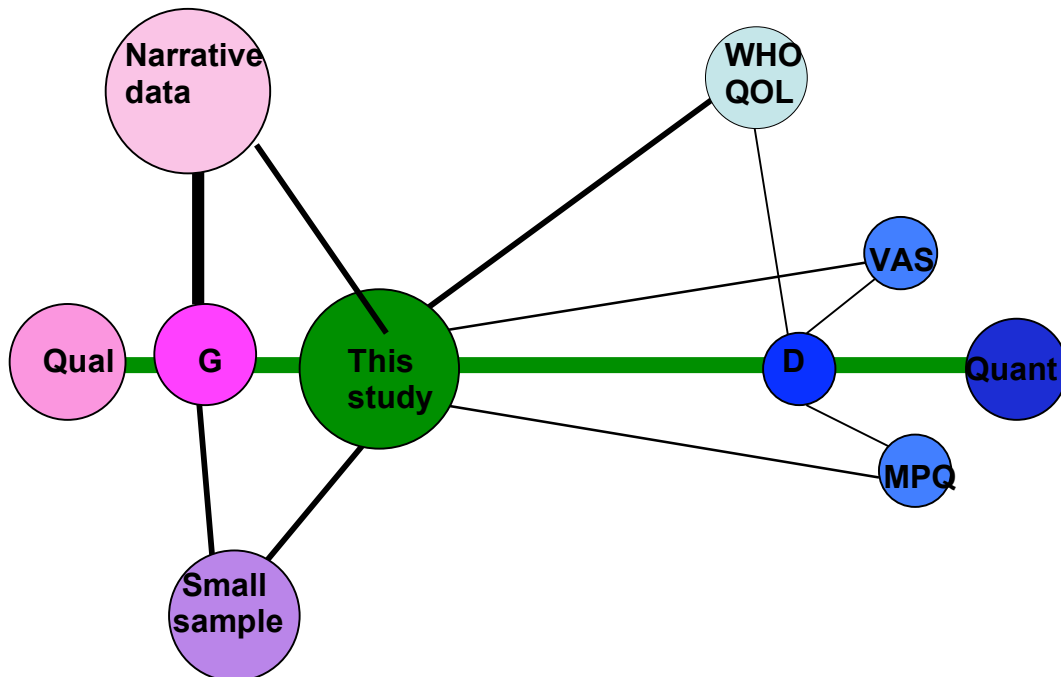 Narrative
data
WHO
QOL
VAS
Qual
G
This
study
D
Quant
MPQ
Small
sample